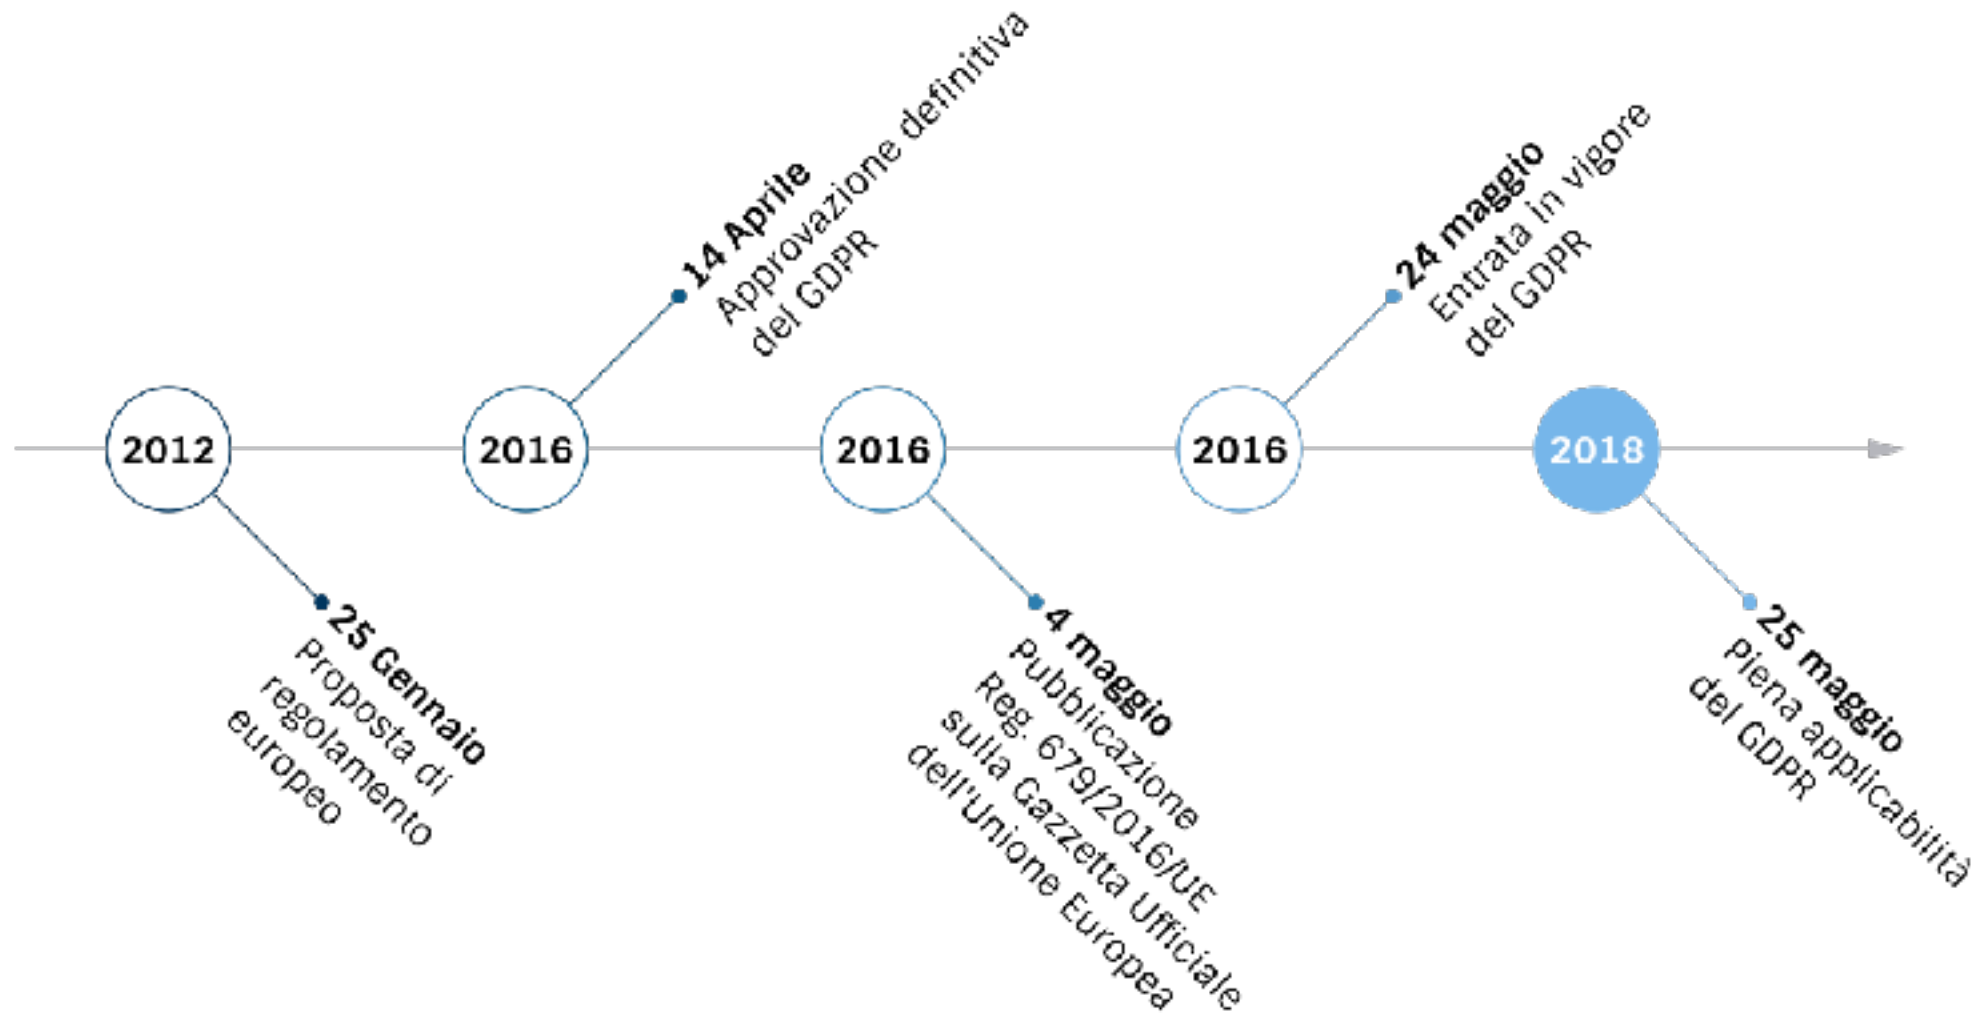 2012
25 Gennaio
Proposta di
regolamento
europeo
2016
14 Aprile
Approvazione definitiva
del GDPR
2016
4 maggio
Pubblicazione
Reg. 679/2016/UE
sulla Gazzetta Ufficiale
dell'Unione Europea
2016
24 maggio
Entrata in vigore
del GDPR
2018
25 maggio
Piena applicabilità
del GDPR